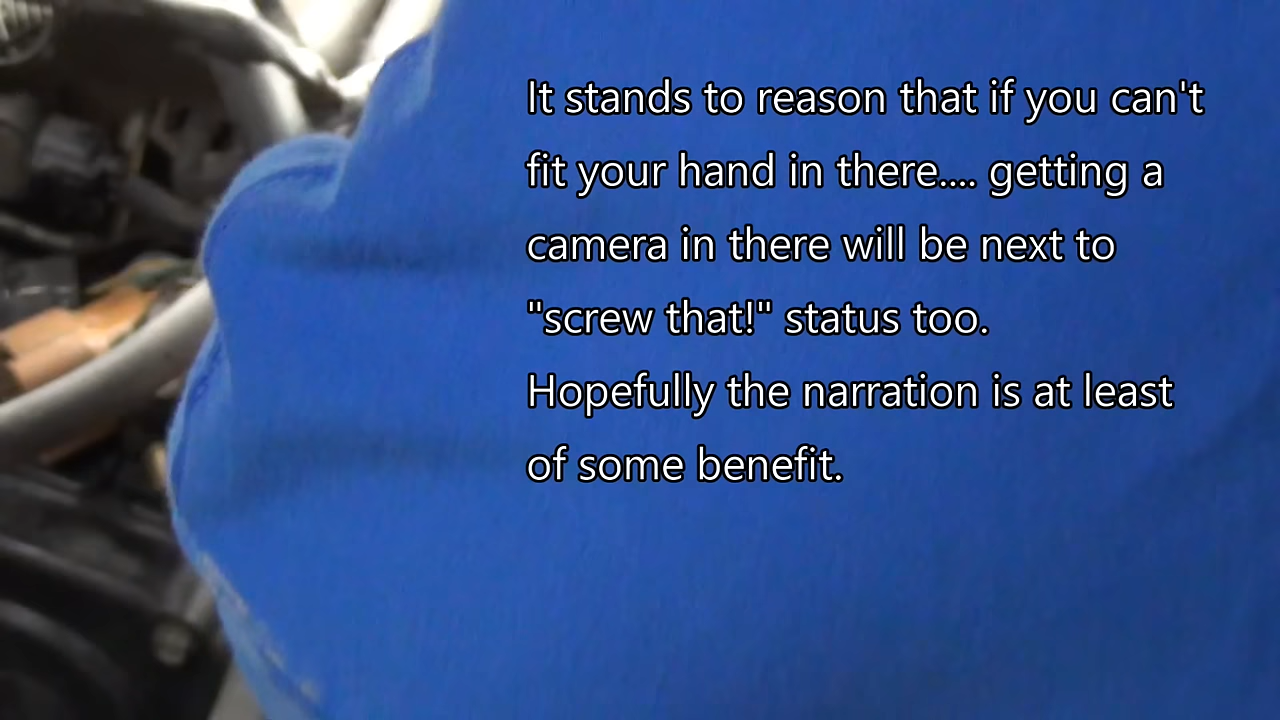 It stands to reason that if you can't
fit your hand in there.... getting a
camera in there will be next to
"screw that!" status too.
Hopefully the narration is at least
of some benefit.